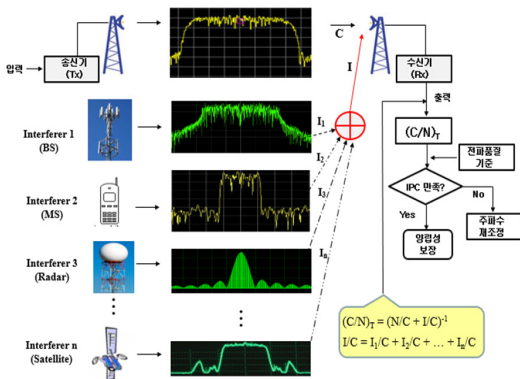 송신기
(Tx)
입력
C
I
수신기
(Rx)
출력
(C/N)T
전파품질
기준
IPC 만족?
No
Yes
양립성
보장
주파수
재조정
Interferer 1
(BS)
I1
Interferer 2
(MS)
I2
I3
Interferer 3
(Radar)
In
Interferer n
(Satellite)
(C/N)T = (N/C + I/C)-1
I/C = I1/C + I2/C + … + In/C